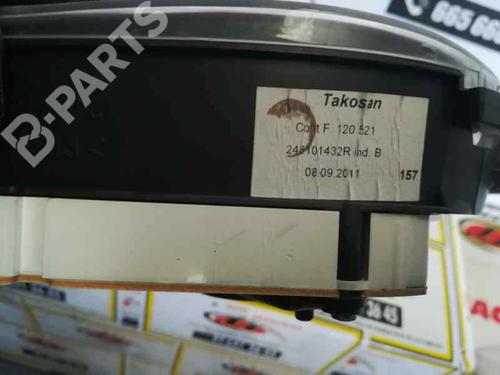 B-PARTS
665 66
Takosan
Cont F. 120 521
248101432R ind. B
08.09.2011 157